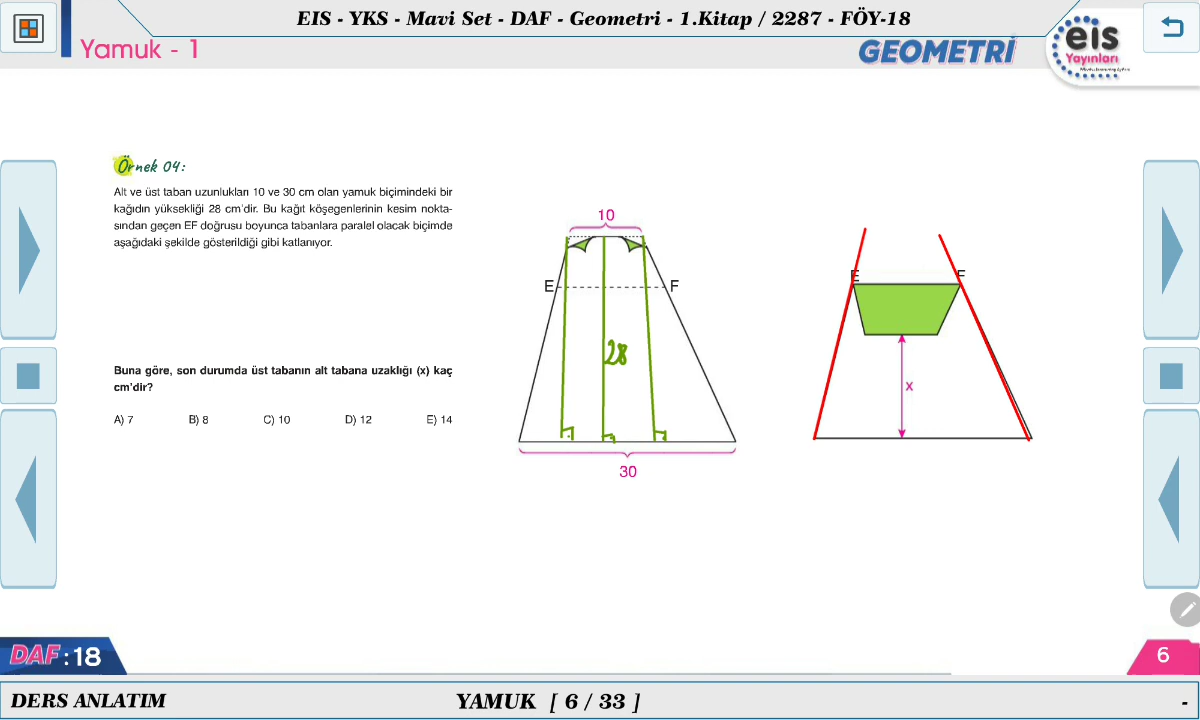 EIS - YKS - Mavi Set - DAF - Geometri - 1.Kitap / 2287 - FÖY-18
Yamuk - 1
GEOMETRİ
eis
Yayınları
Örnek 04:
Alt ve üst taban uzunlukları 10 ve 30 cm olan yamuk biçimindeki bir
kağıdın yüksekliği 28 cm'dir. Bu kağıt köşegenlerinin kesim nokta-
sından geçen EF doğrusu boyunca tabanlara paralel olacak biçimde
aşağıdaki şekilde gösterildiği gibi katlanıyor.
10
E
F
28
30
E
F
x
Buna göre, son durumda üst tabanın alt tabana uzaklığı (x) kaç
cm'dir?
A) 7 B) 8 C) 10 D) 12 E) 14
DAF : 18
6
DERS ANLATIM
YAMUK [ 6 / 33 ]
-